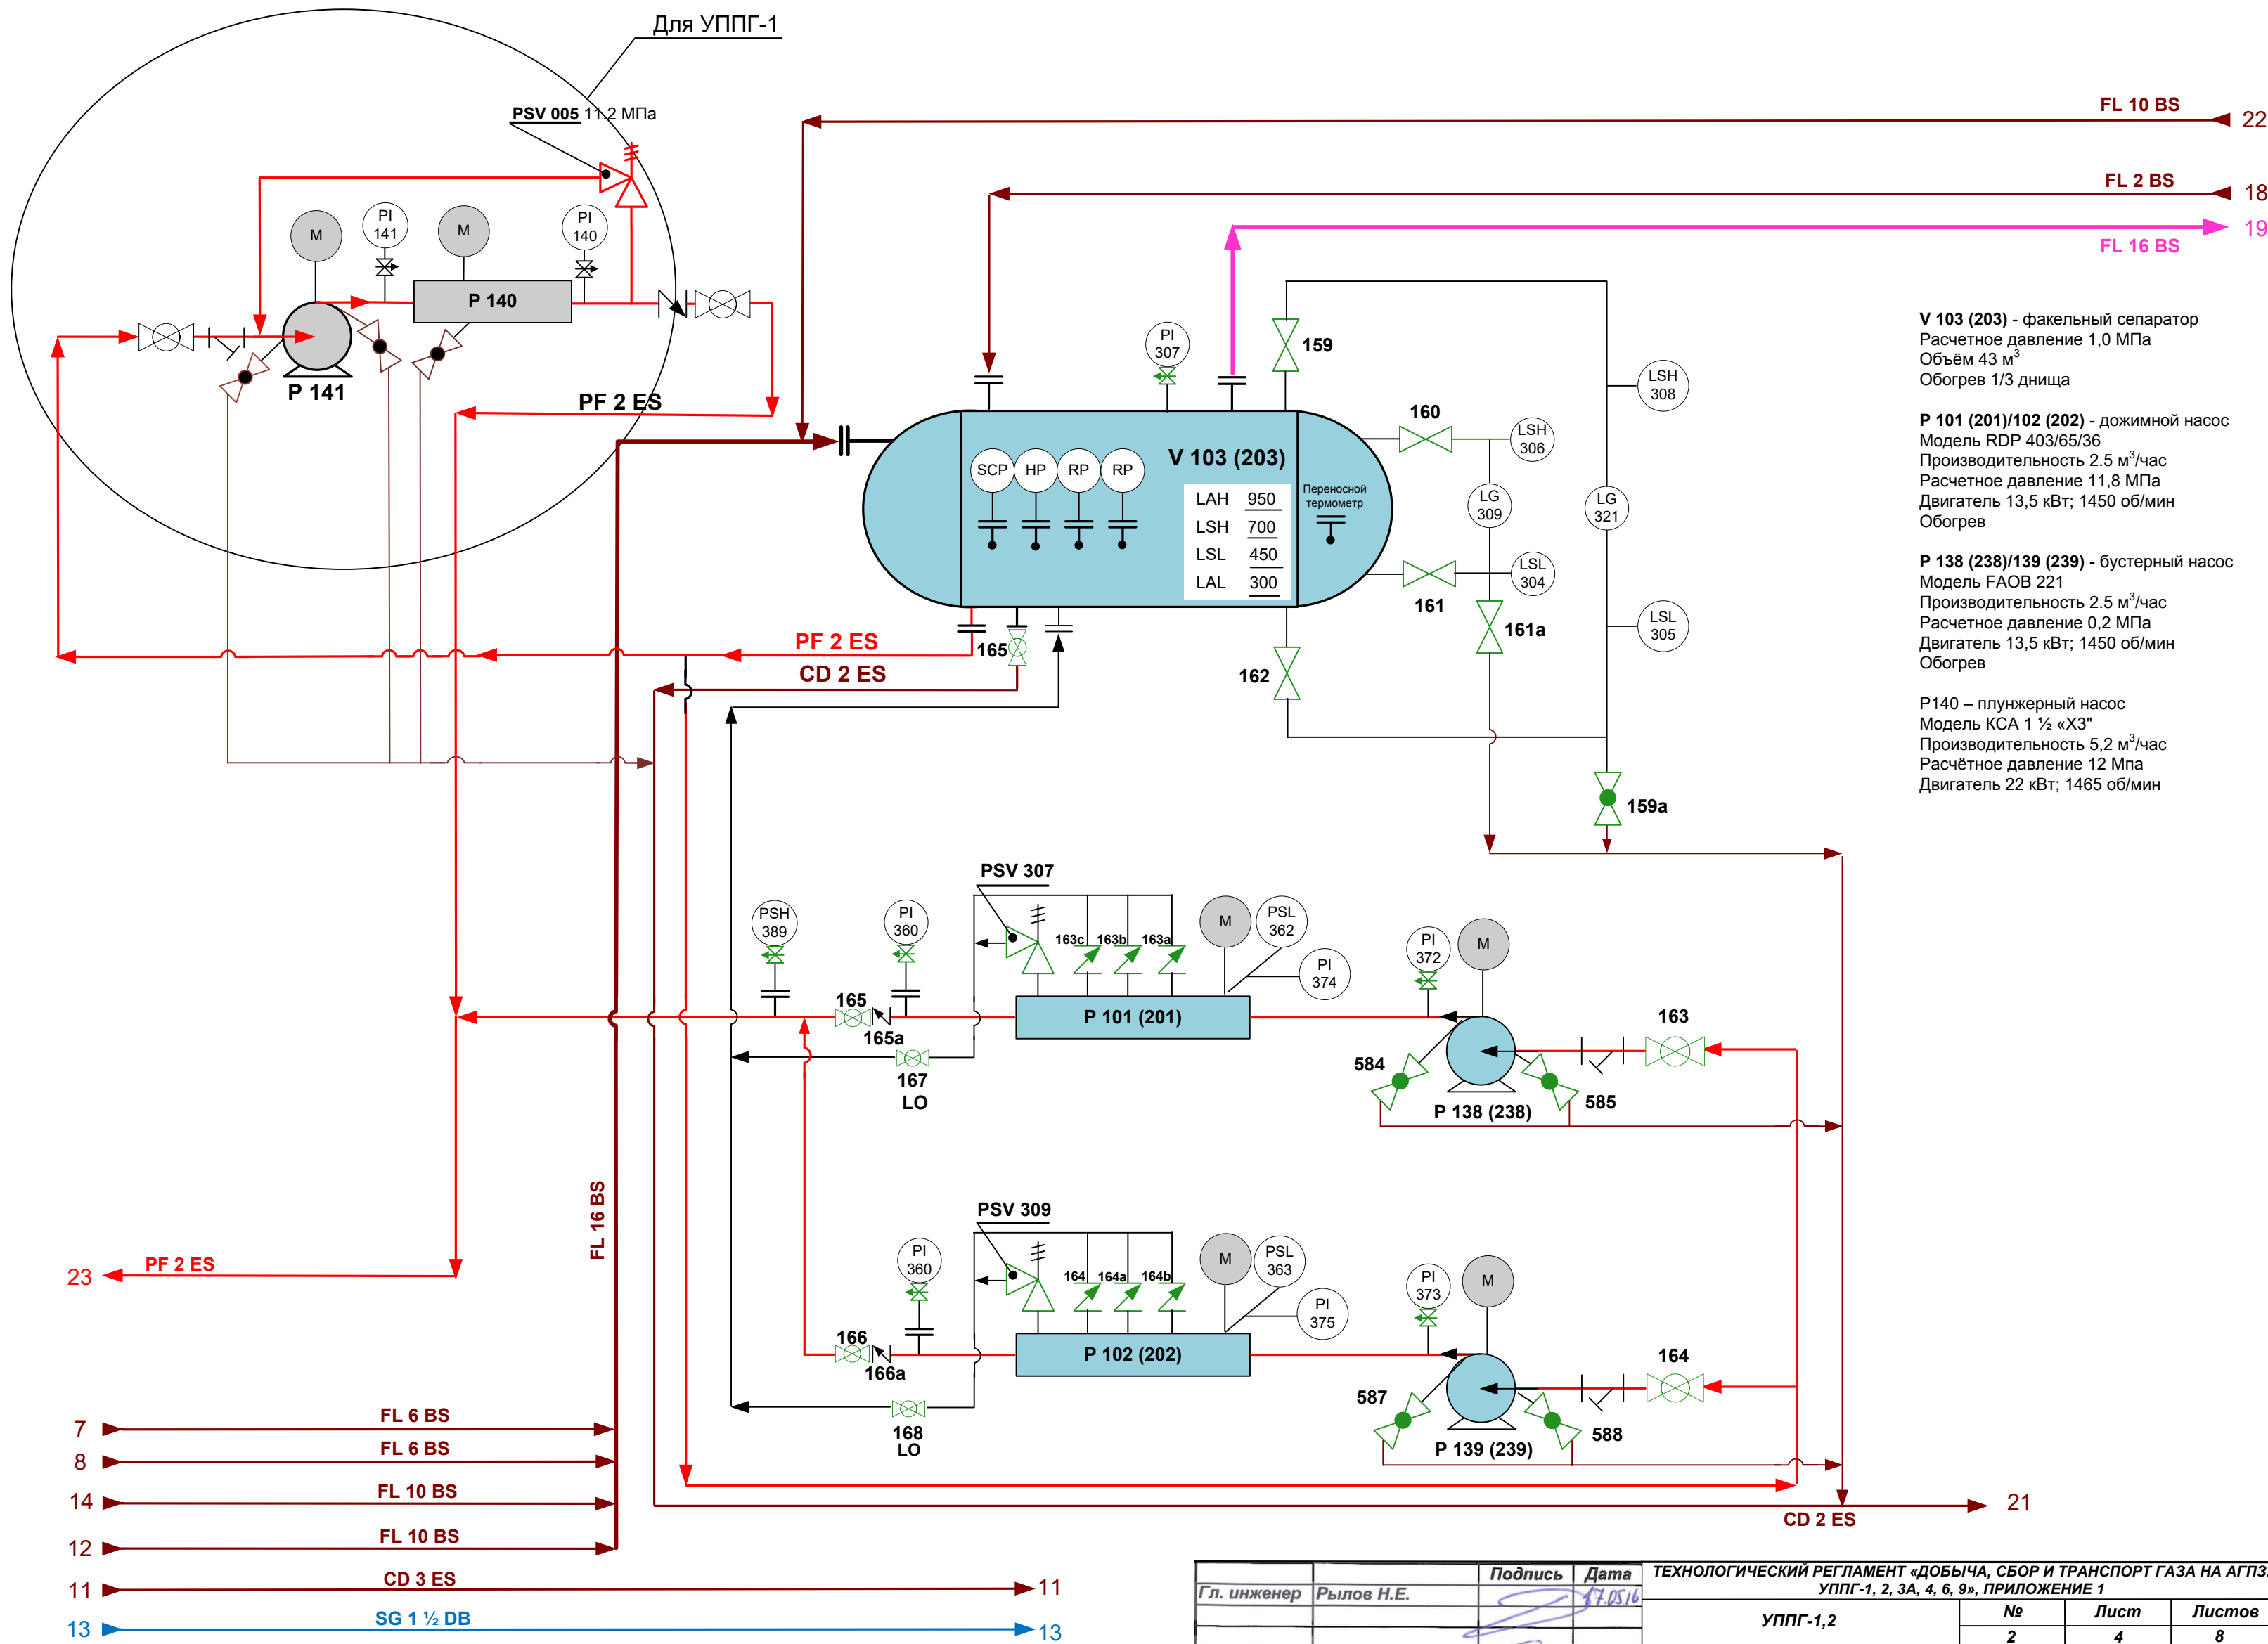 Для УППГ-1
PSV 005 11.2 МПа
FL 10 BS
22
FL 2 BS
18
19
FL 16 BS
M
PI
141
M
PI
140
P 140
P 141
PF 2 ES
PI
307
159
LSH
308
160
LSH
306
V 103 (203)
SCP
HP
RP
RP
LAH 950
LSH 700
LSL 450
LAL 300
Переносной
термометр
LG
309
LG
321
LSL
304
161
161a
LSL
305
162
165
PF 2 ES
CD 2 ES
159a
V 103 (203) - факельный сепаратор
Расчетное давление 1,0 МПа
Объём 43 м3
Обогрев 1/3 днища
P 101 (201)/102 (202) - дожимной насос
Модель RDP 403/65/36
Производительность 2.5 м3/час
Расчетное давление 11,8 МПа
Двигатель 13,5 кВт; 1450 об/мин
Обогрев
P 138 (238)/139 (239) - бустерный насос
Модель FAOB 221
Производительность 2.5 м3/час
Расчетное давление 0,2 МПа
Двигатель 13,5 кВт; 1450 об/мин
Обогрев
P140 – плунжерный насос
Модель КСА 1 ½ «Х3"
Производительность 5,2 м3/час
Расчётное давление 12 Мпа
Двигатель 22 кВт; 1465 об/мин
PSV 307
PSH
389
PI
360
163c 163b 163a
M
PSL
362
PI
374
PI
372
M
165
165a
P 101 (201)
163
167
LO
584
585
P 138 (238)
FL 16 BS
PSV 309
PI
360
164 164a 164b
M
PSL
363
PI
375
PI
373
M
23
PF 2 ES
166
166a
P 102 (202)
164
168
LO
587
588
P 139 (239)
7
FL 6 BS
8
FL 6 BS
14
FL 10 BS
12
FL 10 BS
11
CD 3 ES
11
13
SG 1 ½ DB
13
21
CD 2 ES
Подпись Дата
Гл. инженер Рылов Н.Е. 17.0516
ТЕХНОЛОГИЧЕСКИЙ РЕГЛАМЕНТ «ДОБЫЧА, СБОР И ТРАНСПОРТ ГАЗА НА АГПЗ.
УППГ-1, 2, 3А, 4, 6, 9», ПРИЛОЖЕНИЕ 1
УППГ-1,2
№ Лист Листов
2 4 8